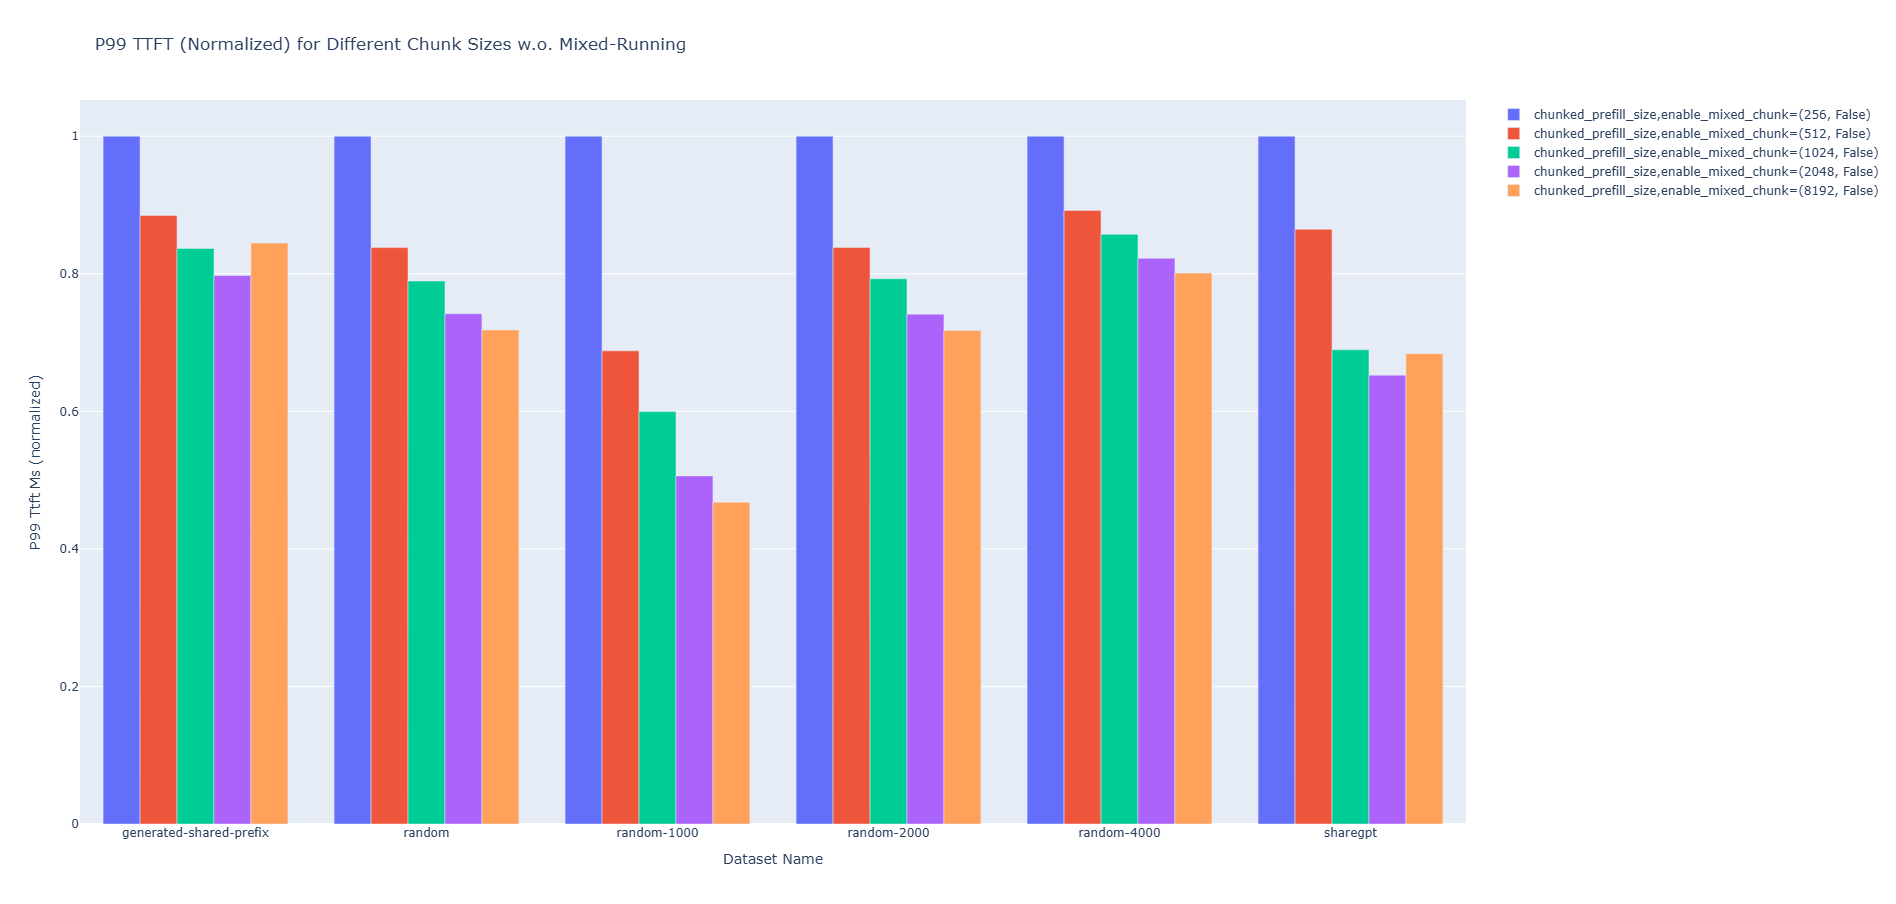 P99 TTFT (Normalized) for Different Chunk Sizes w.o. Mixed-Running
chunked_prefill_size,enable_mixed_chunk=(256, False)
chunked_prefill_size,enable_mixed_chunk=(512, False)
chunked_prefill_size,enable_mixed_chunk=(1024, False)
chunked_prefill_size,enable_mixed_chunk=(2048, False)
chunked_prefill_size,enable_mixed_chunk=(8192, False)
P99 Ttft Ms (normalized)
1
0.8
0.6
0.4
0.2
0
generated-shared-prefix
random
random-1000
random-2000
random-4000
sharegpt
Dataset Name